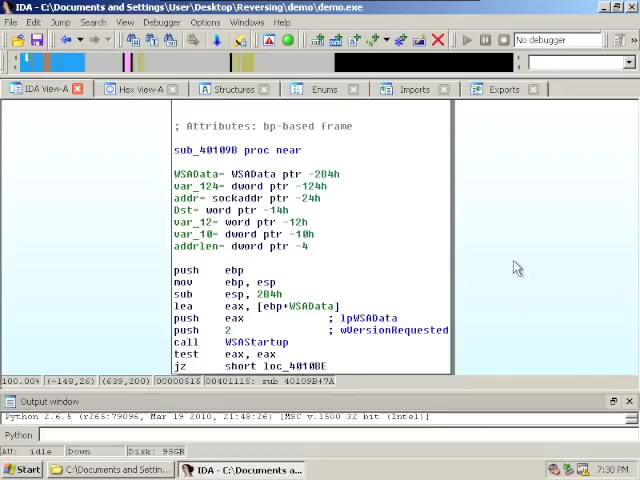 IDA - C:\Documents and Settings\User\Desktop\Reversing\demo\demo.exe
File Edit Jump Search View Debugger Options Windows Help
No debugger
IDA View-A Hex View-A Structures Enums Imports Exports
; Attributes: bp-based frame
sub_40109B proc near
WSAData= WSAData ptr -2B4h
var_124= dword ptr -124h
addr= sockaddr ptr -24h
Dst= word ptr -14h
var_12= word ptr -12h
var_10= dword ptr -10h
addrlen= dword ptr -4
push ebp
mov ebp, esp
sub esp, 2B4h
lea eax, [ebp+WSAData]
push eax ; lpWSAData
push 2 ; wVersionRequested
call WSAStartup
test eax, eax
jz short loc_4010BE
100.00% (-148,26) (639,200) 00000515 00401115: sub_40109B+7A
Output window
Python 2.6.5 (r265:79096, Mar 19 2010, 21:48:26) [MSC v.1500 32 bit (Intel)]
Python
AU: idle Down Disk: 95GB
Start C:\Documents and Settin... IDA - C:\Documents a... 7:30 PM